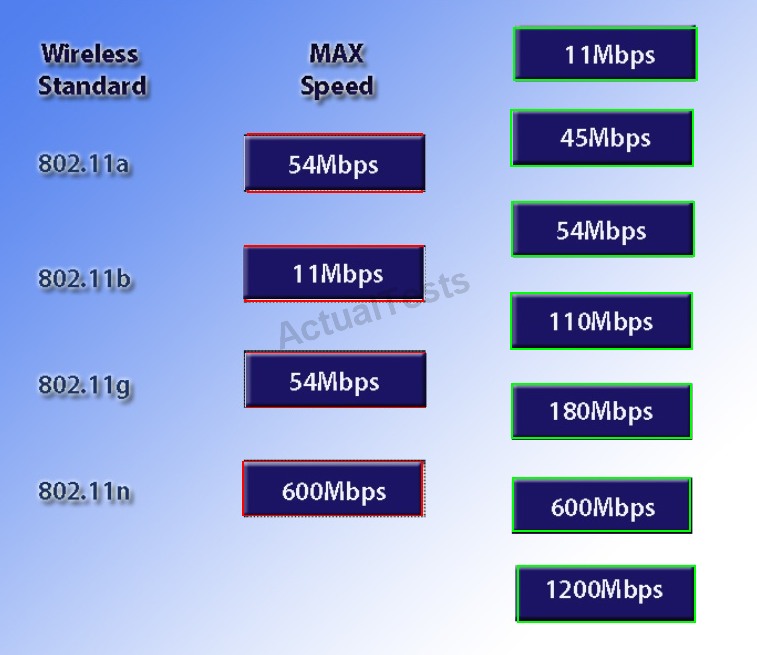 Wireless Standard
MAX Speed
802.11a
54Mbps
802.11b
11Mbps
802.11g
54Mbps
802.11n
600Mbps
11Mbps
45Mbps
54Mbps
110Mbps
180Mbps
600Mbps
1200Mbps
ActualTests